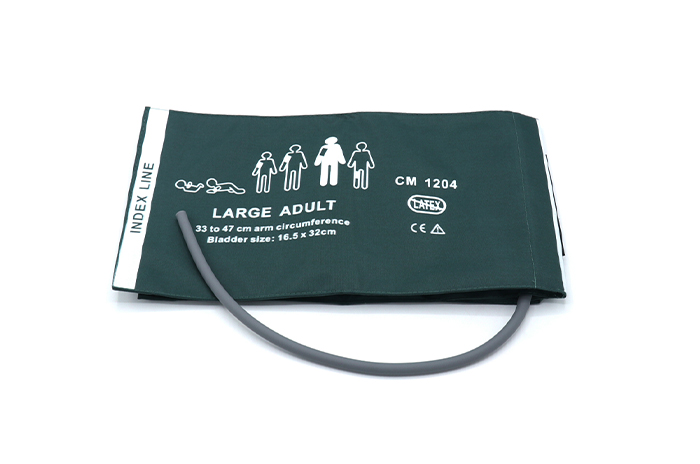 INDEX LINE
CM 1204
LARGE ADULT
LATEX
33 to 47 cm arm circumference
Bladder size: 16.5 x 32cm
CE